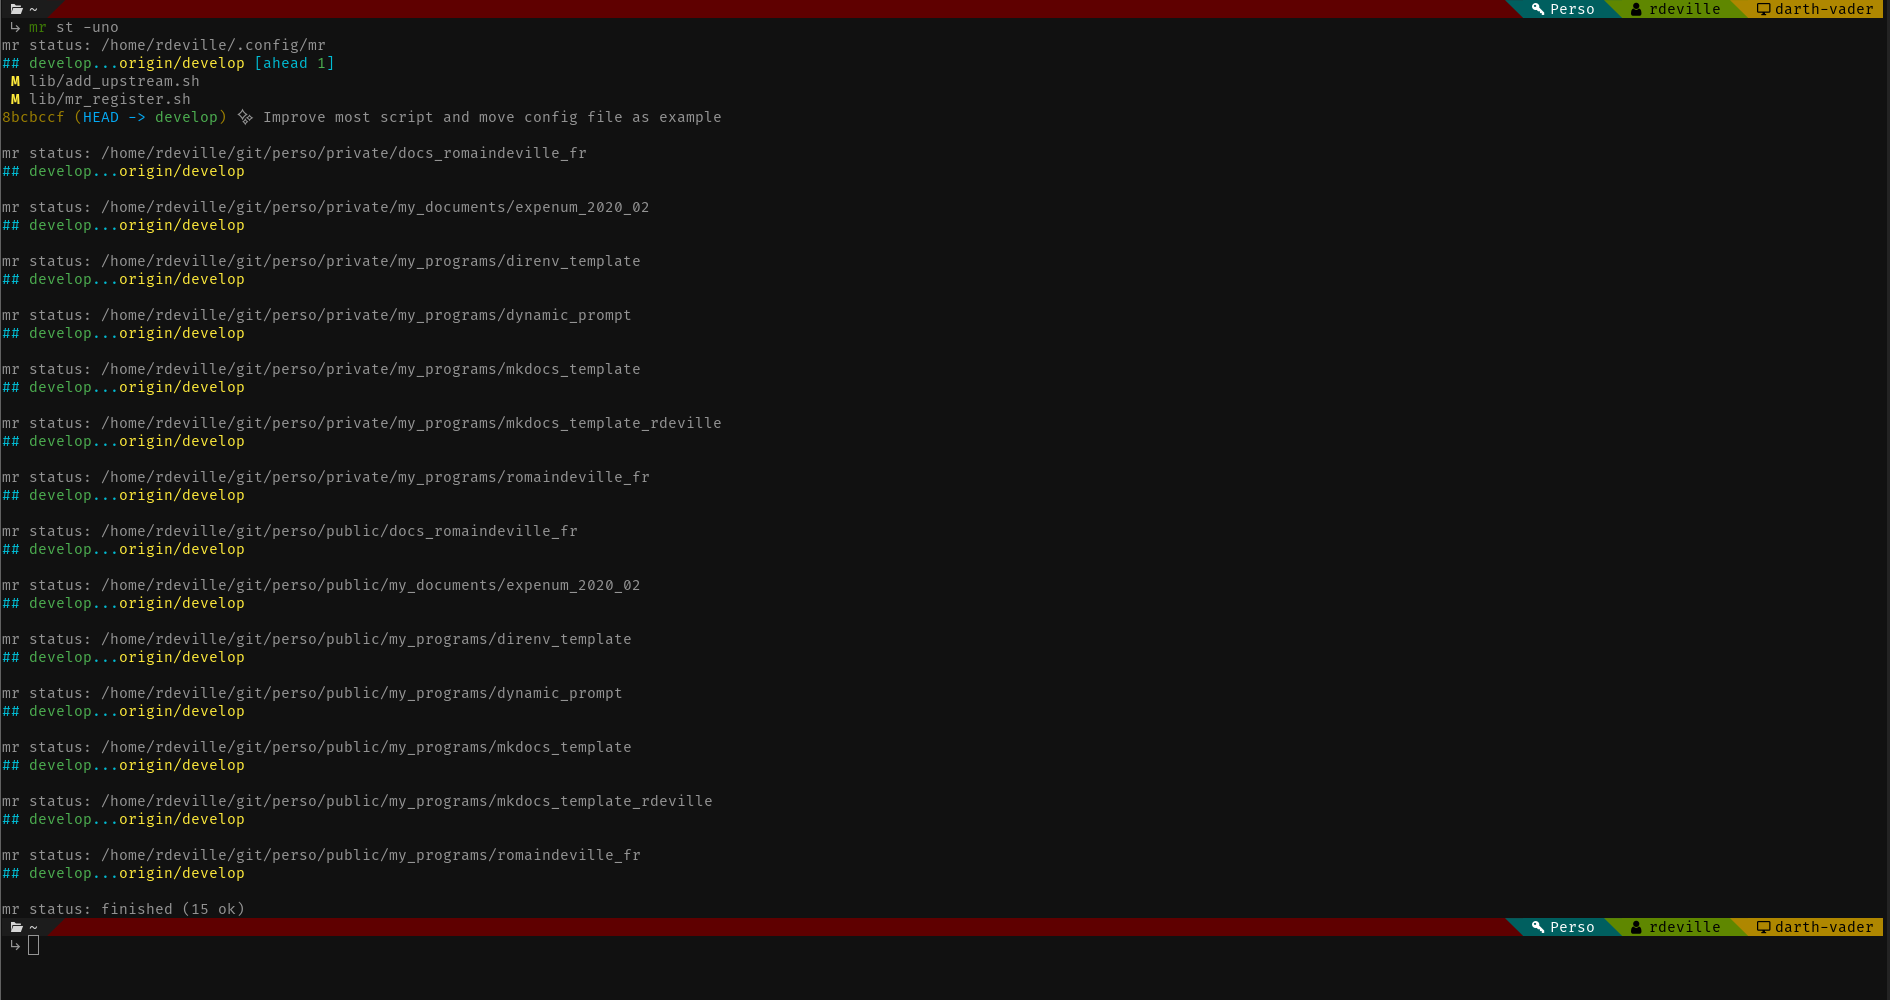 ~ Perso rdeville darth-vader
↳ mr st -uno
mr status: /home/rdeville/.config/mr
## develop...origin/develop [ahead 1]
 M lib/add_upstream.sh
 M lib/mr_register.sh
8bcbccf (HEAD -> develop) ✨ Improve most script and move config file as example

mr status: /home/rdeville/git/perso/private/docs_romaindeville_fr
## develop...origin/develop

mr status: /home/rdeville/git/perso/private/my_documents/expenum_2020_02
## develop...origin/develop

mr status: /home/rdeville/git/perso/private/my_programs/direnv_template
## develop...origin/develop

mr status: /home/rdeville/git/perso/private/my_programs/dynamic_prompt
## develop...origin/develop

mr status: /home/rdeville/git/perso/private/my_programs/mkdocs_template
## develop...origin/develop

mr status: /home/rdeville/git/perso/private/my_programs/mkdocs_template_rdeville
## develop...origin/develop

mr status: /home/rdeville/git/perso/private/my_programs/romaindeville_fr
## develop...origin/develop

mr status: /home/rdeville/git/perso/public/docs_romaindeville_fr
## develop...origin/develop

mr status: /home/rdeville/git/perso/public/my_documents/expenum_2020_02
## develop...origin/develop

mr status: /home/rdeville/git/perso/public/my_programs/direnv_template
## develop...origin/develop

mr status: /home/rdeville/git/perso/public/my_programs/dynamic_prompt
## develop...origin/develop

mr status: /home/rdeville/git/perso/public/my_programs/mkdocs_template
## develop...origin/develop

mr status: /home/rdeville/git/perso/public/my_programs/mkdocs_template_rdeville
## develop...origin/develop

mr status: /home/rdeville/git/perso/public/my_programs/romaindeville_fr
## develop...origin/develop

mr status: finished (15 ok)
~ Perso rdeville darth-vader
↳